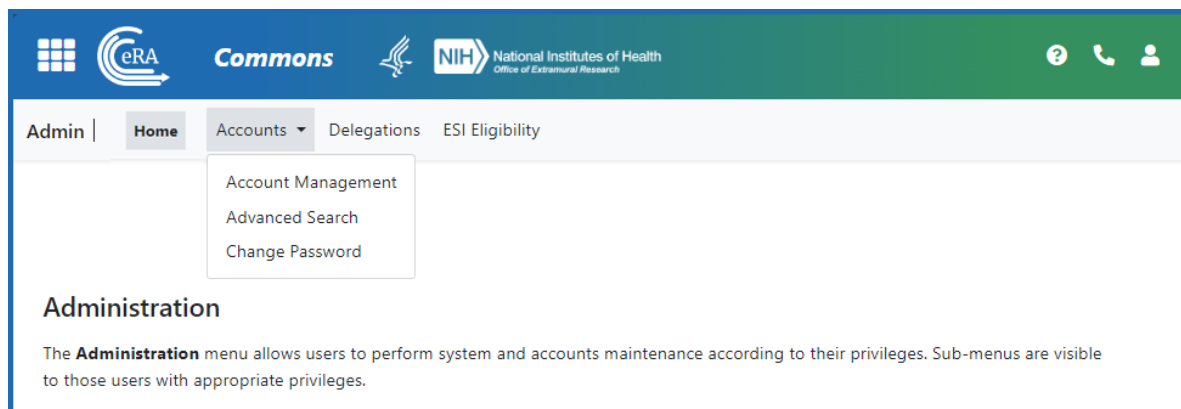 eRA Commons NIH National Institutes of Health
Office of Extramural Research
Admin | Home Accounts Delegations ESI Eligibility
Account Management
Advanced Search
Change Password
Administration
The Administration menu allows users to perform system and accounts maintenance according to their privileges. Sub-menus are visible
to those users with appropriate privileges.